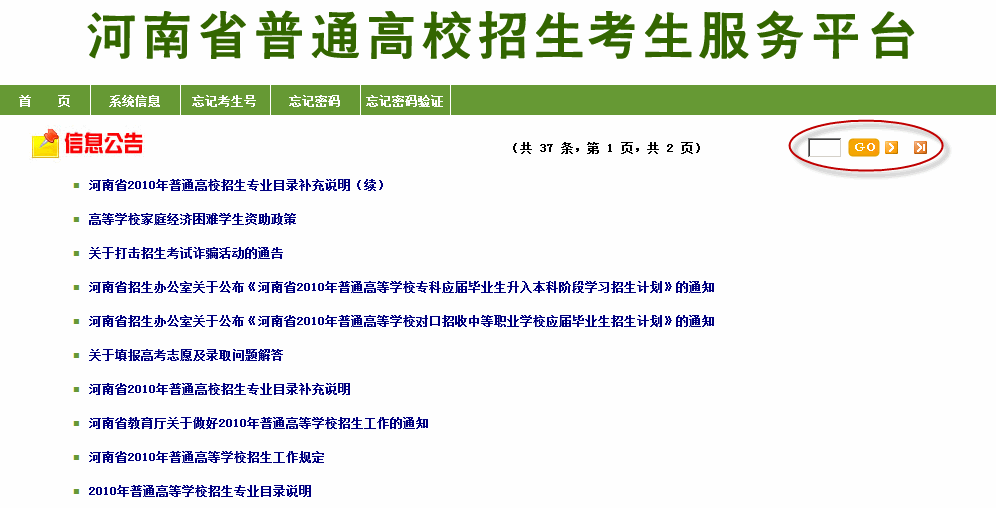 河南省普通高校招生考生服务平台
首 页 系统信息 忘记考生号 忘记密码 忘记密码验证
信息公告 (共 37 条,第 1 页,共 2 页) GO
河南省2010年普通高校招生专业目录补充说明（续）
高等学校家庭经济困难学生资助政策
关于打击招生考试诈骗活动的通告
河南省招生办公室关于公布《河南省2010年普通高等学校专科应届毕业生升入本科阶段学习招生计划》的通知
河南省招生办公室关于公布《河南省2010年普通高等学校对口招收中等职业学校应届毕业生招生计划》的通知
关于填报高考志愿及录取问题解答
河南省2010年普通高校招生专业目录补充说明
河南省教育厅关于做好2010年普通高等学校招生工作的通知
河南省2010年普通高等学校招生工作规定
2010年普通高等学校招生专业目录说明